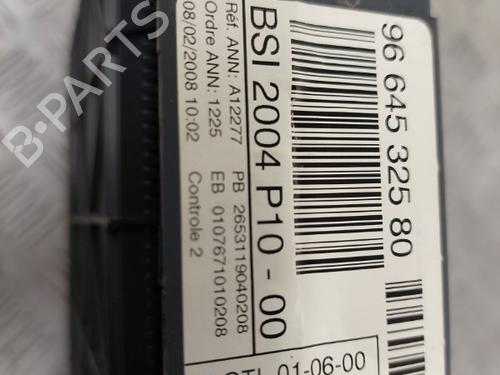 96 645 325 80
BSI 2004 P10 - 00
Réf. ANN: A12277 PB 2653119040208
Ordre ANN: 1225 EB 0107671010208
08/02/2008 10:02 Controle 2
01-06-00
B-PARTS